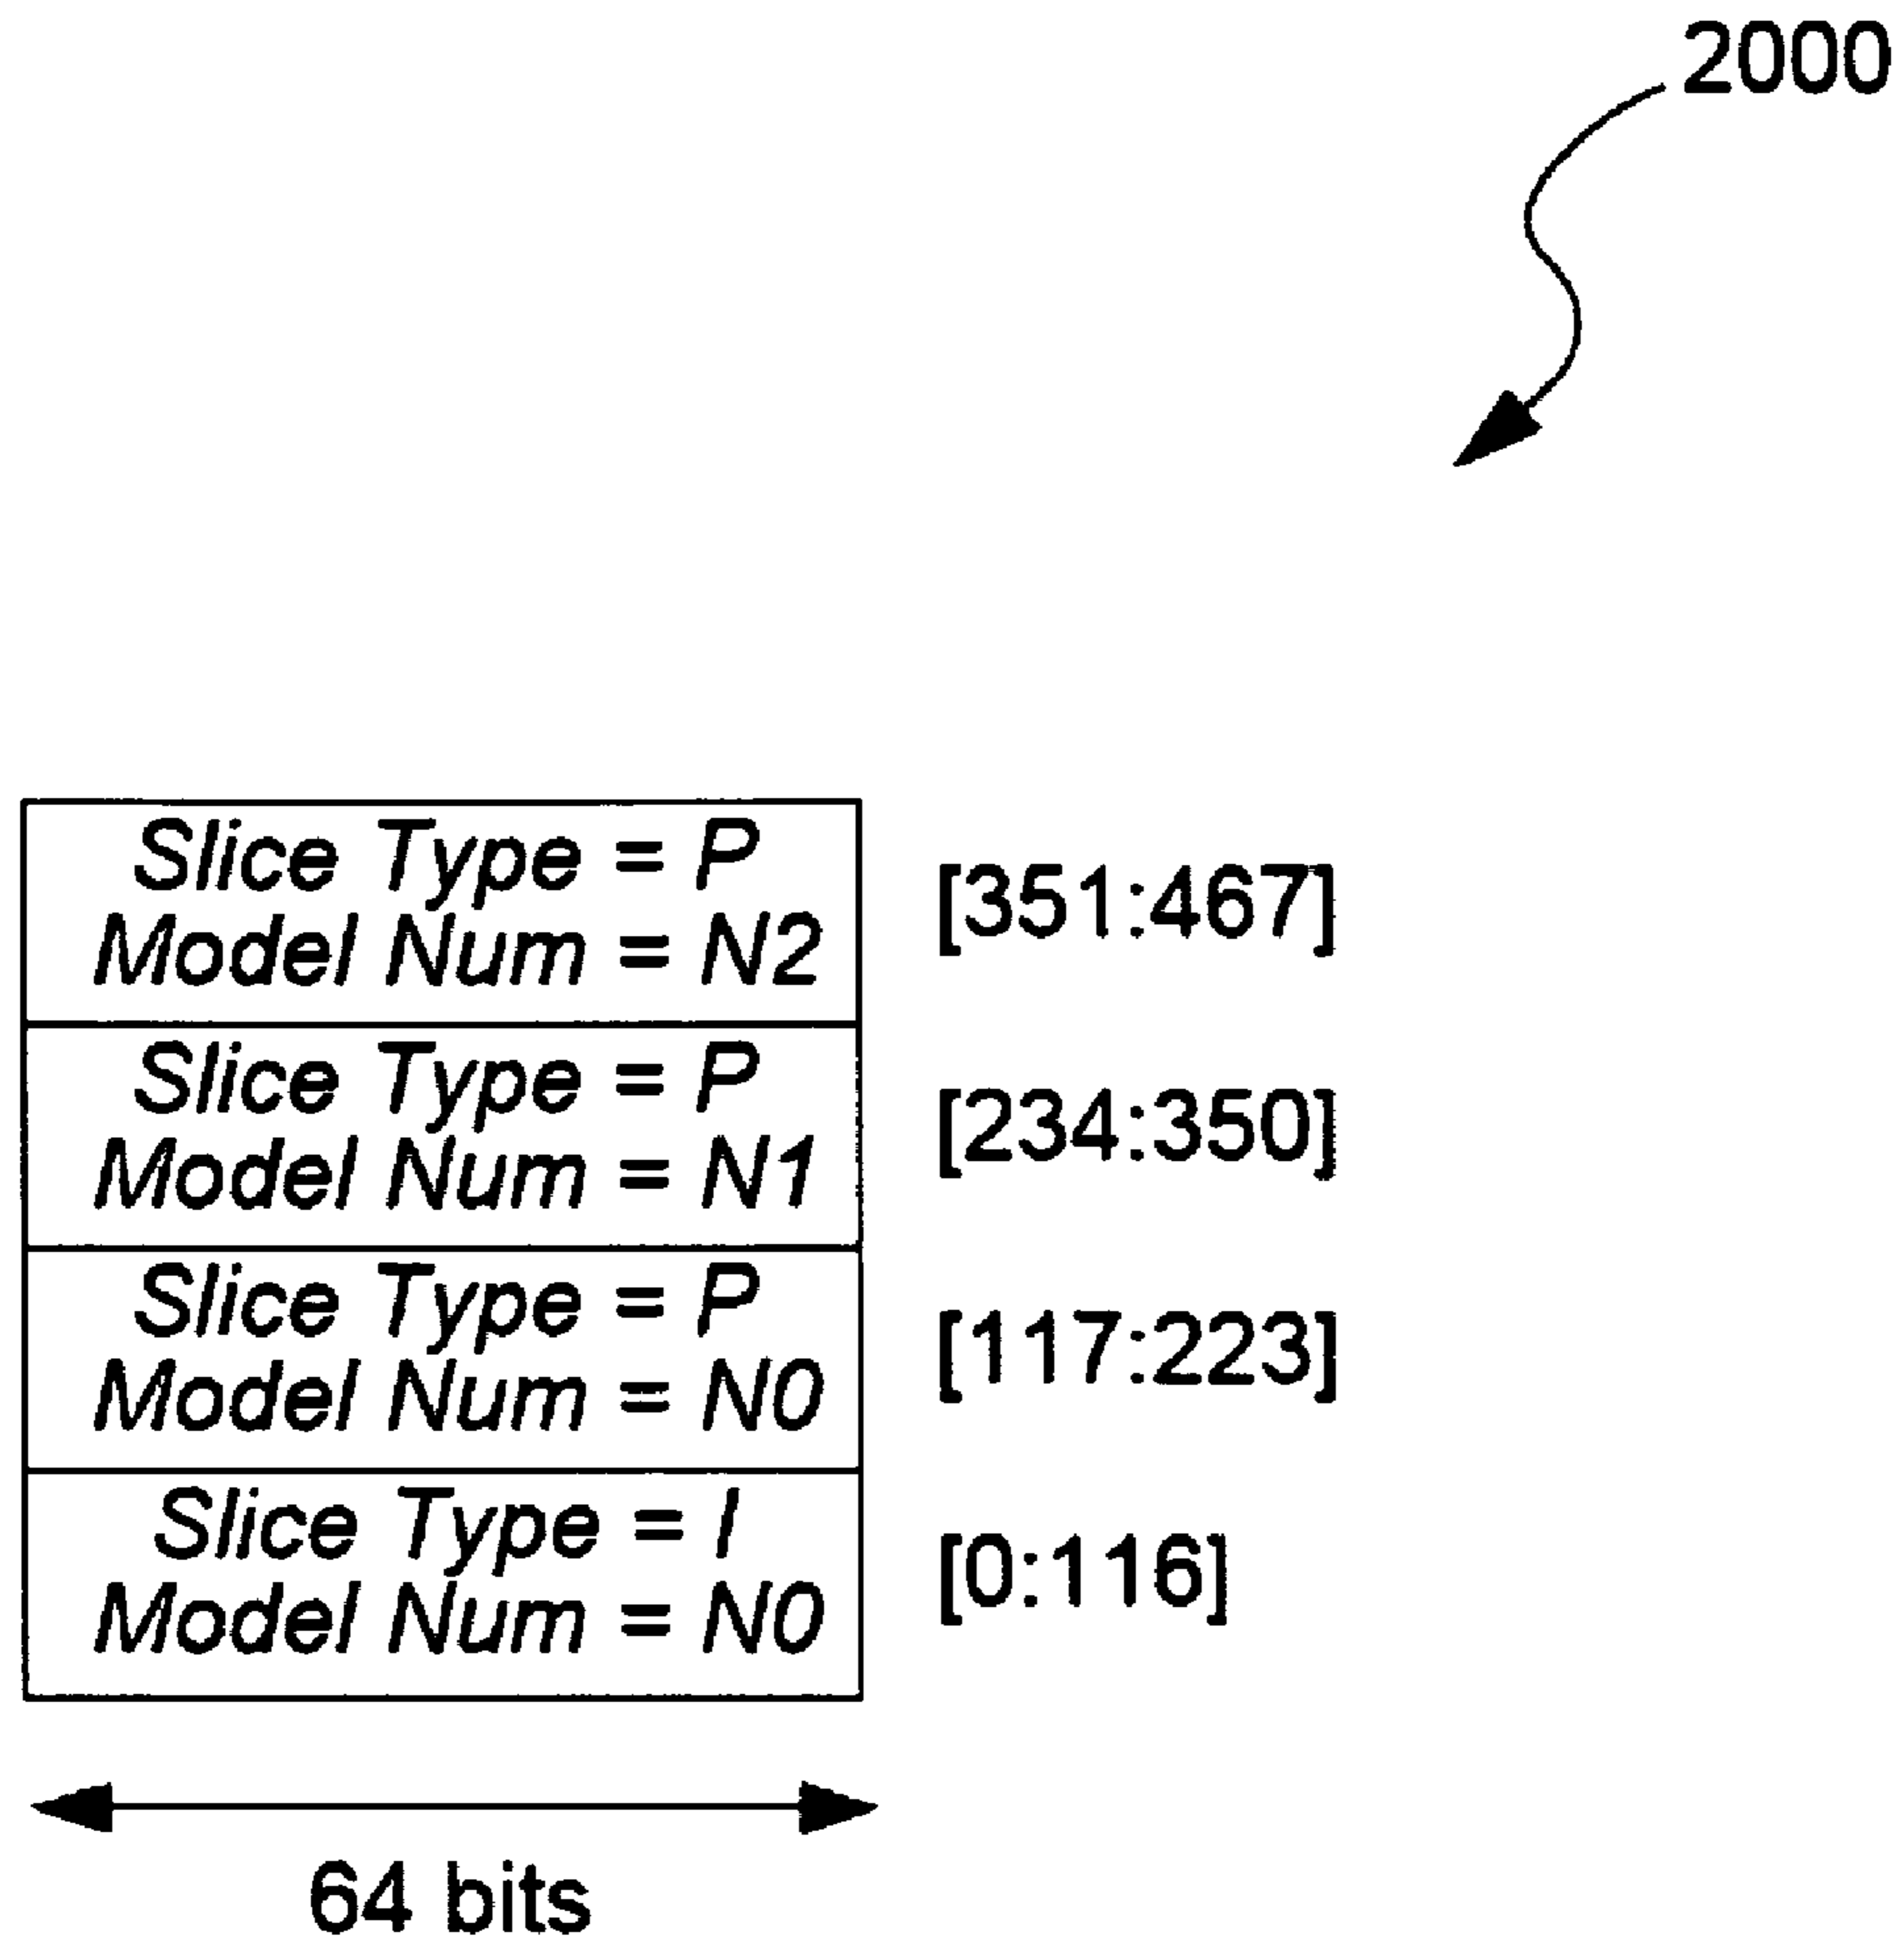 2000
Slice Type = P
Model Num = N2
[351:467]
Slice Type = P
Model Num = N1
[234:350]
Slice Type = P
Model Num = N0
[117:223]
Slice Type = I
Model Num = N0
[0:116]
64 bits